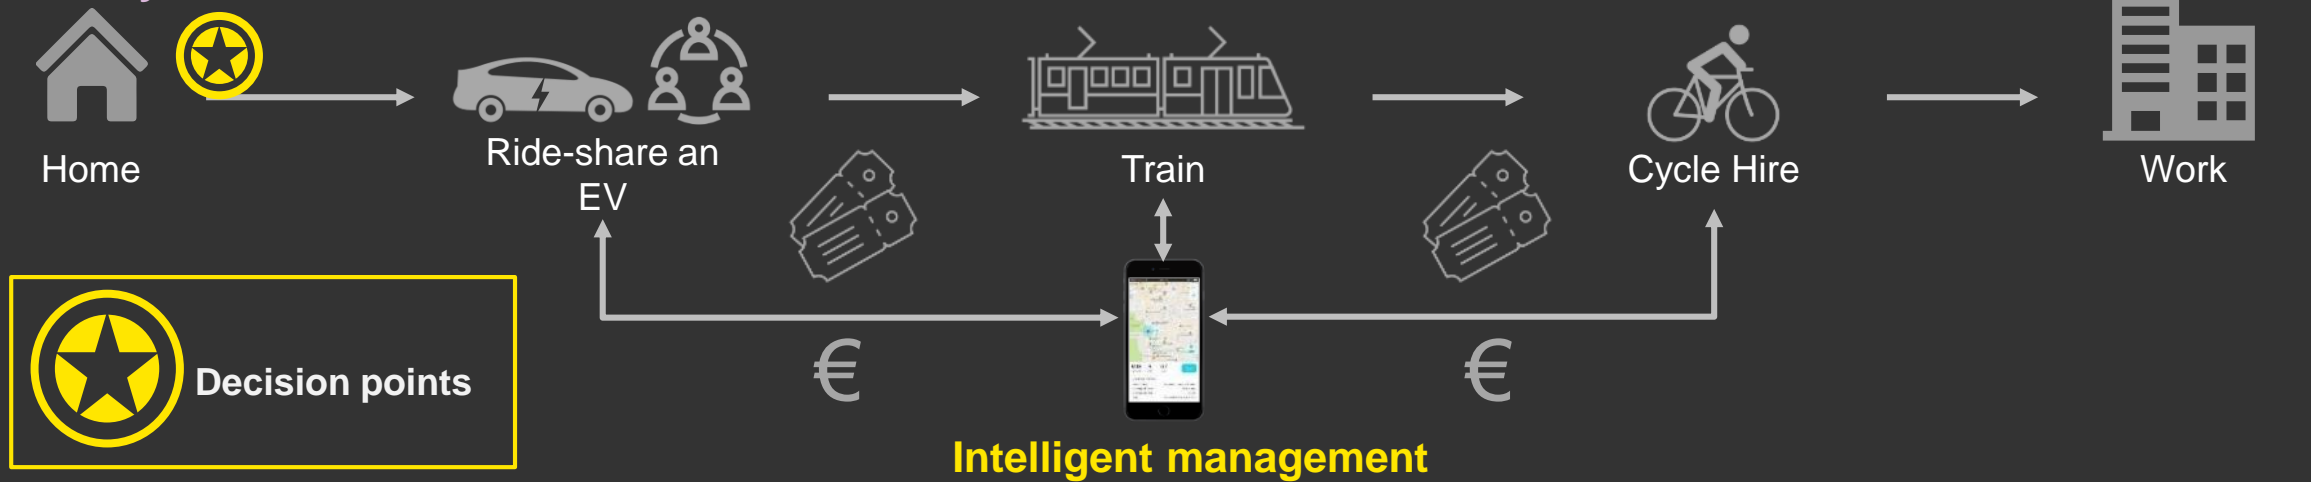 Home
Ride-share an
EV
Train
Cycle Hire
Work
€
€
Decision points
Intelligent management